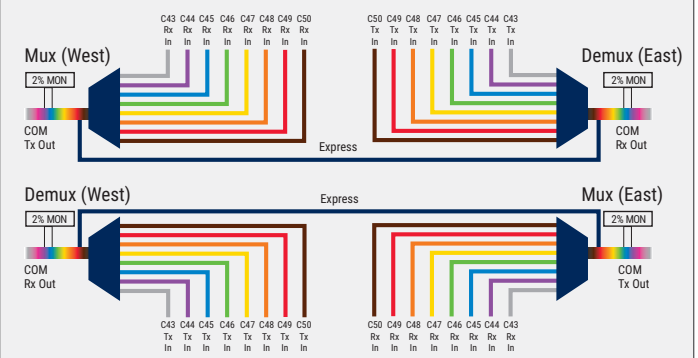 C43 C44 C45 C46 C47 C48 C49 C50
Rx Rx Rx Rx Rx Rx Rx Rx
In In In In In In In In
C50 C49 C48 C47 C46 C45 C44 C43
Tx Tx Tx Tx Tx Tx Tx Tx
In In In In In In In In
Mux (West)
2% MON
COM
Tx Out
Demux (East)
2% MON
COM
Rx Out
Express
Demux (West)
2% MON
COM
Rx Out
Express
Mux (East)
2% MON
COM
Tx Out
C43 C44 C45 C46 C47 C48 C49 C50
Tx Tx Tx Tx Tx Tx Tx Tx
In In In In In In In In
C50 C49 C48 C47 C46 C45 C44 C43
Rx Rx Rx Rx Rx Rx Rx Rx
In In In In In In In In